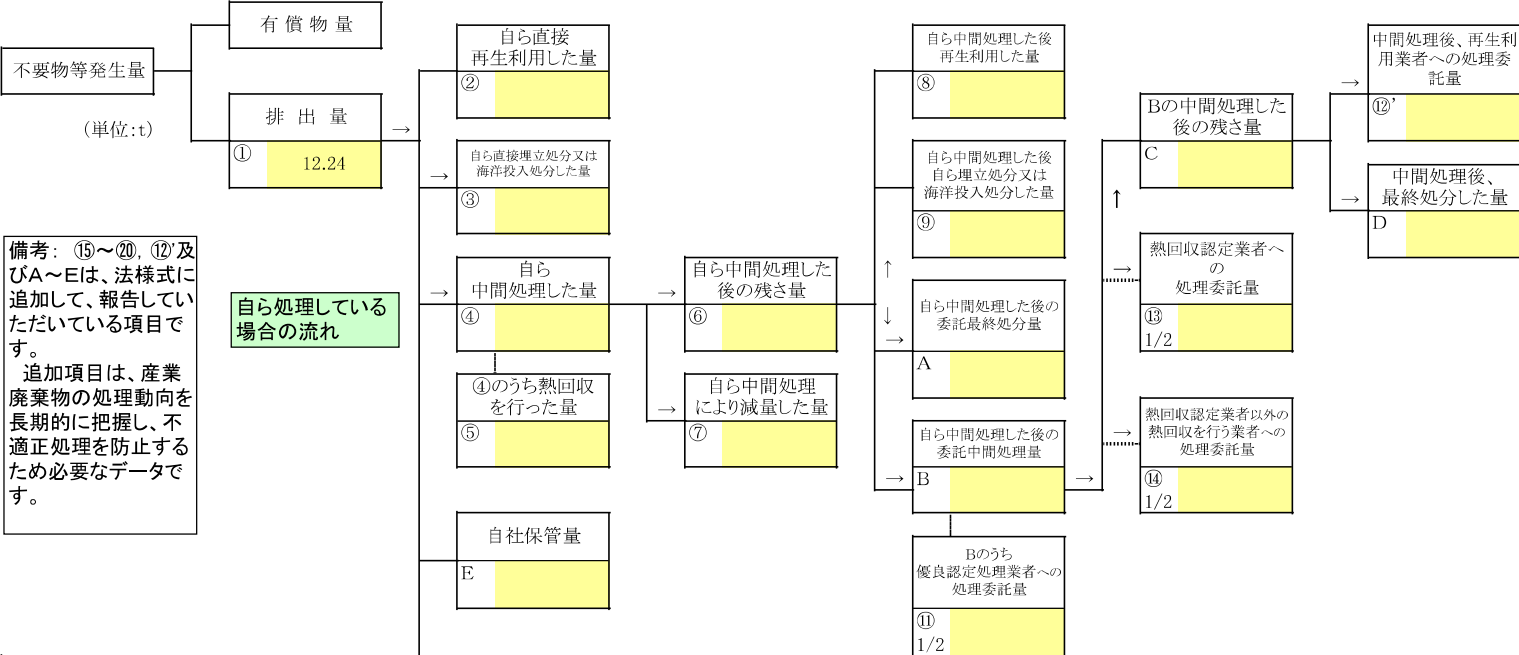 有 償 物 量
不要物等発生量
(単位:t)
排 出 量
→
①
12.24
備考: ⑮～⑳, ⑫'及
びA～Eは、法様式に
追加して、報告してい
ただいている項目で
す。
追加項目は、産業
廃棄物の処理動向を
長期的に把握し、不
適正処理を防止する
ため必要なデータで
す。
自ら処理している
場合の流れ
自ら直接
再生利用した量
②
→
自ら直接埋立処分又は
海洋投入処分した量
③
→
自ら
中間処理した量
④
④のうち熱回収
を行った量
⑤
自社保管量
E
→
自ら中間処理した
後の残さ量
⑥
→
自ら中間処理
により減量した量
⑦
自ら中間処理した後
再生利用した量
⑧
自ら中間処理した後
自ら埋立処分又は
海洋投入処分した量
⑨
↑
↓
→
自ら中間処理した後の
委託最終処分量
A
自ら中間処理した後の
委託中間処理量
→
B
→
Bのうち
優良認定処理業者への
処理委託量
⑪
1/2
Bの中間処理した
後の残さ量
C
↑
→
熱回収認定業者へ
の
処理委託量
⑬
1/2
→
熱回収認定業者以外の
熱回収を行う業者への
処理委託量
⑭
1/2
中間処理後、再生利
用業者への処理委
託量
→
⑫'
中間処理後、
最終処分した量
→
D